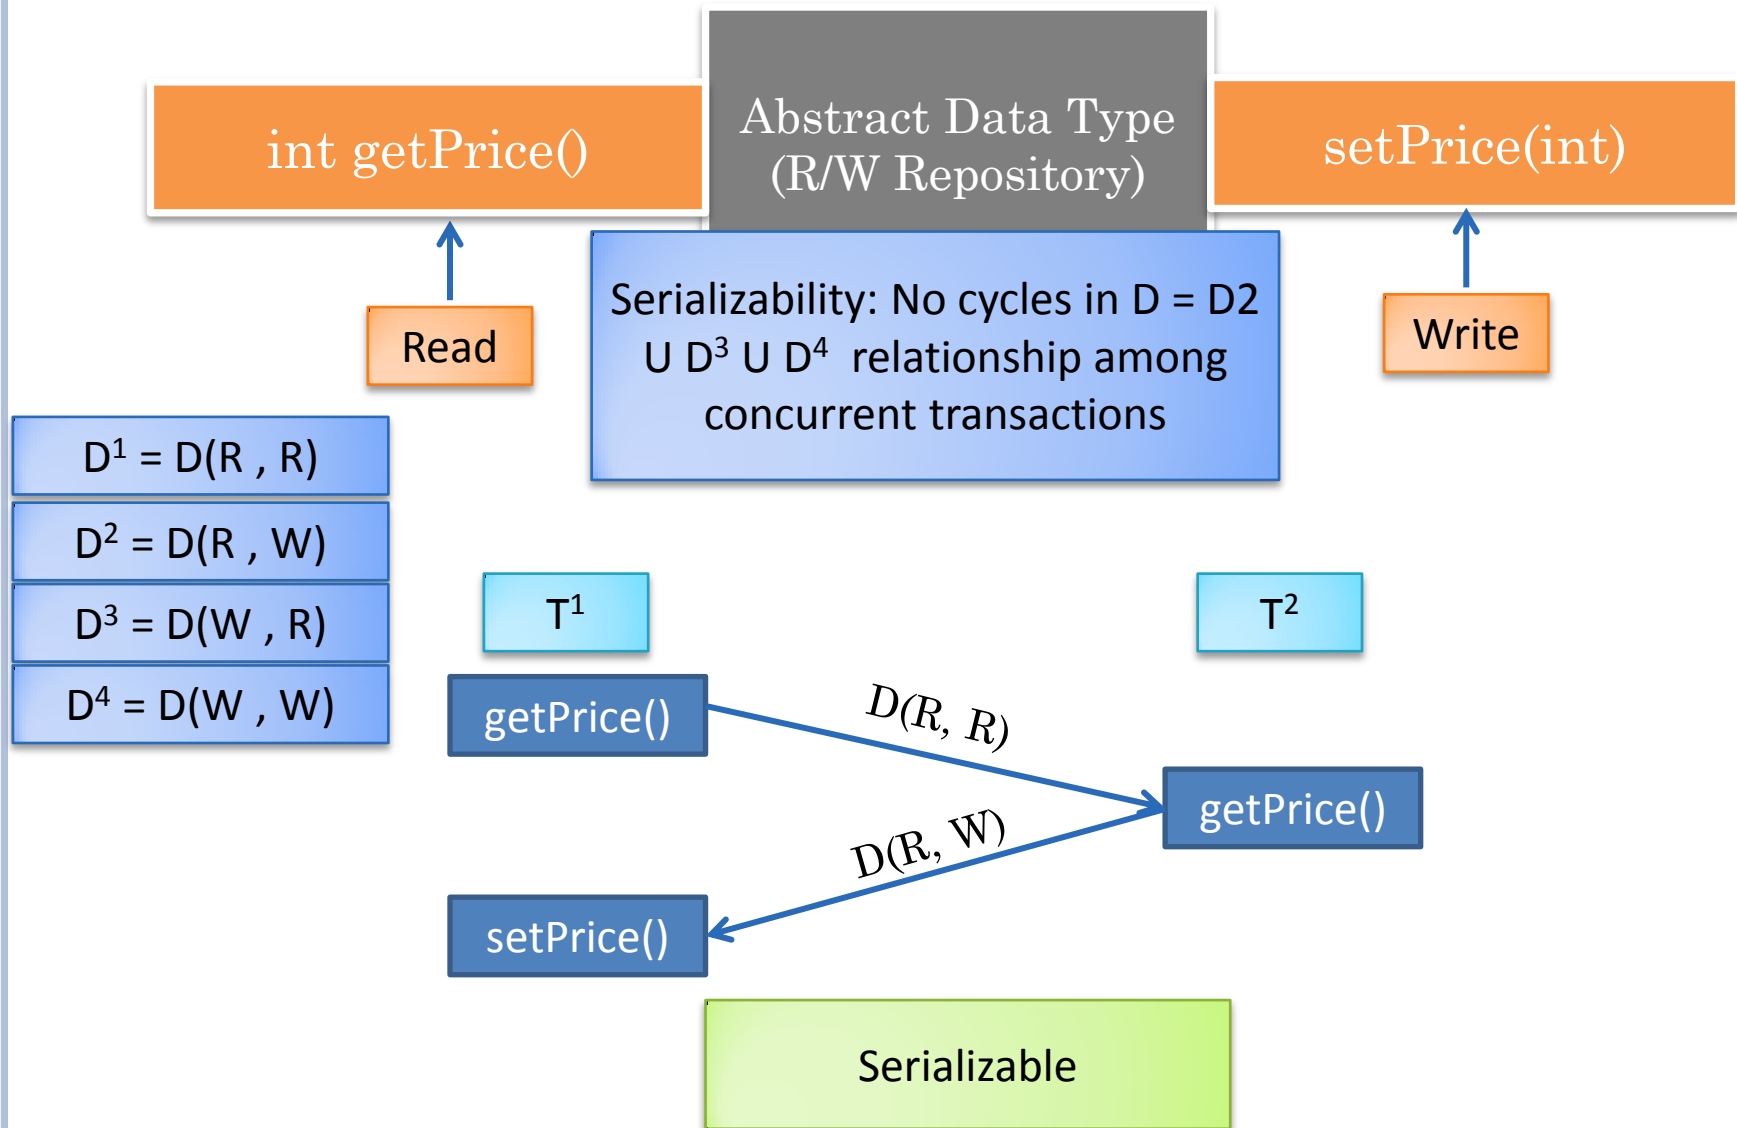 int getPrice()
Abstract Data Type
(R/W Repository)
setPrice(int)
Read
Serializability: No cycles in D = D2
U D³ U D⁴ relationship among
concurrent transactions
Write
D¹ = D(R , R)
D² = D(R , W)
D³ = D(W , R)
D⁴ = D(W , W)
T¹
T²
getPrice()
D(R, R)
getPrice()
D(R, W)
setPrice()
Serializable